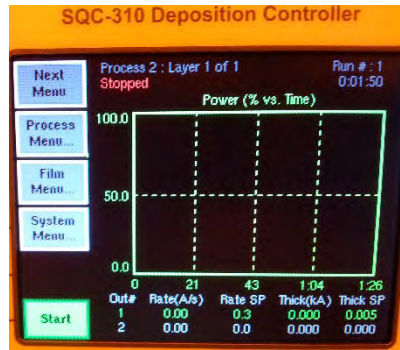 SQC-310 Deposition Controller
Next Menu
Process 2 : Layer 1 of 1
Run # : 1
Stopped
0:01:50
Power (% vs. Time)
Process Menu...
Film Menu...
System Menu...
Start
100.0
50.0
0.0
0 21 43 1:04 1:26
Out# Rate(A/s) Rate SP Thick(kA) Thick SP
1 0.00 0.3 0.000 0.005
2 0.00 0.0 0.000 0.000